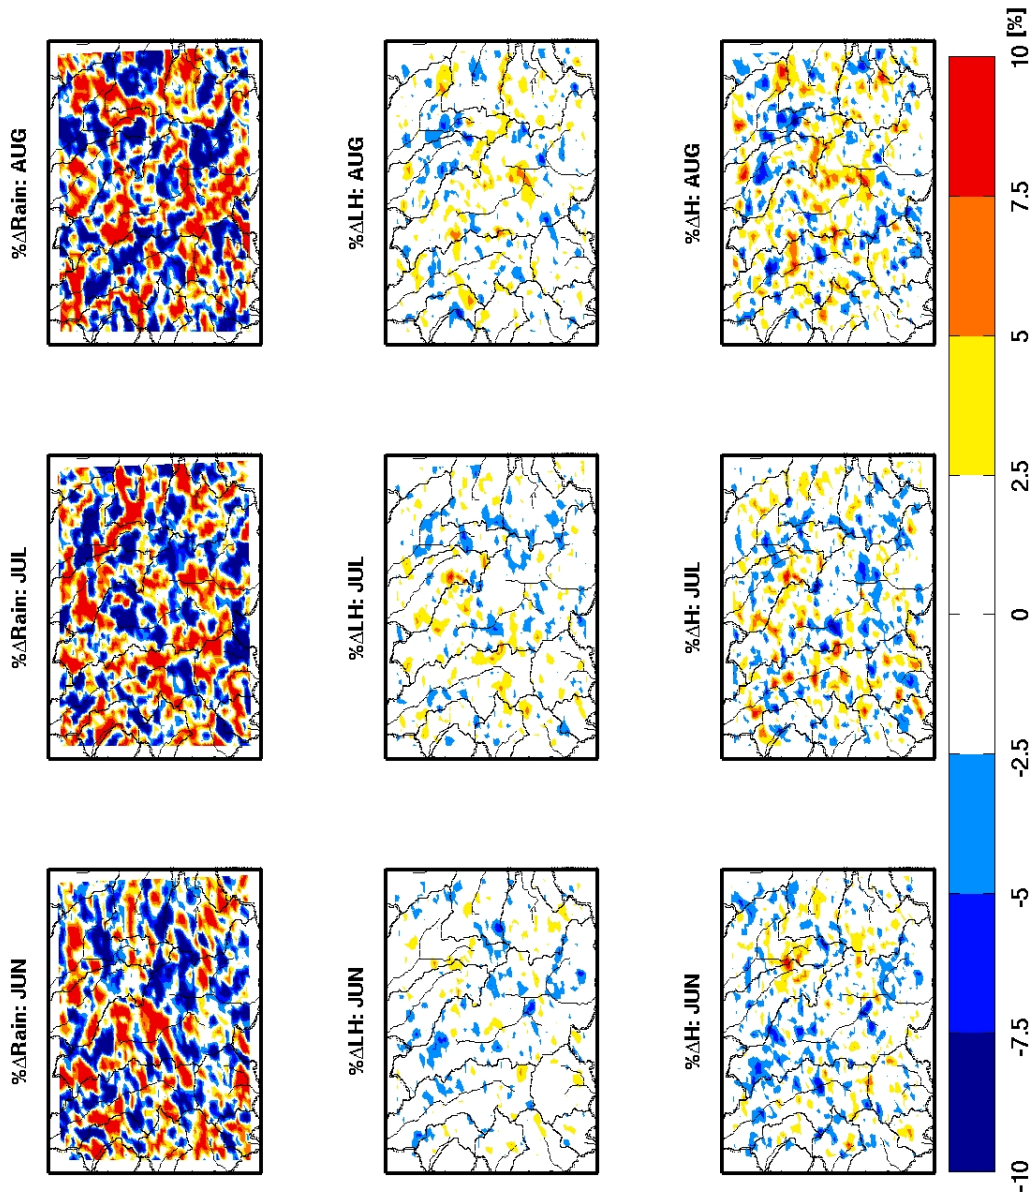 %ΔRain: JUN
%ΔRain: JUL
%ΔRain: AUG
%ΔLH: JUN
%ΔLH: JUL
%ΔLH: AUG
%ΔH: JUN
%ΔH: JUL
%ΔH: AUG
-10 -7.5 -5 -2.5 0 2.5 5 7.5 10 [%]